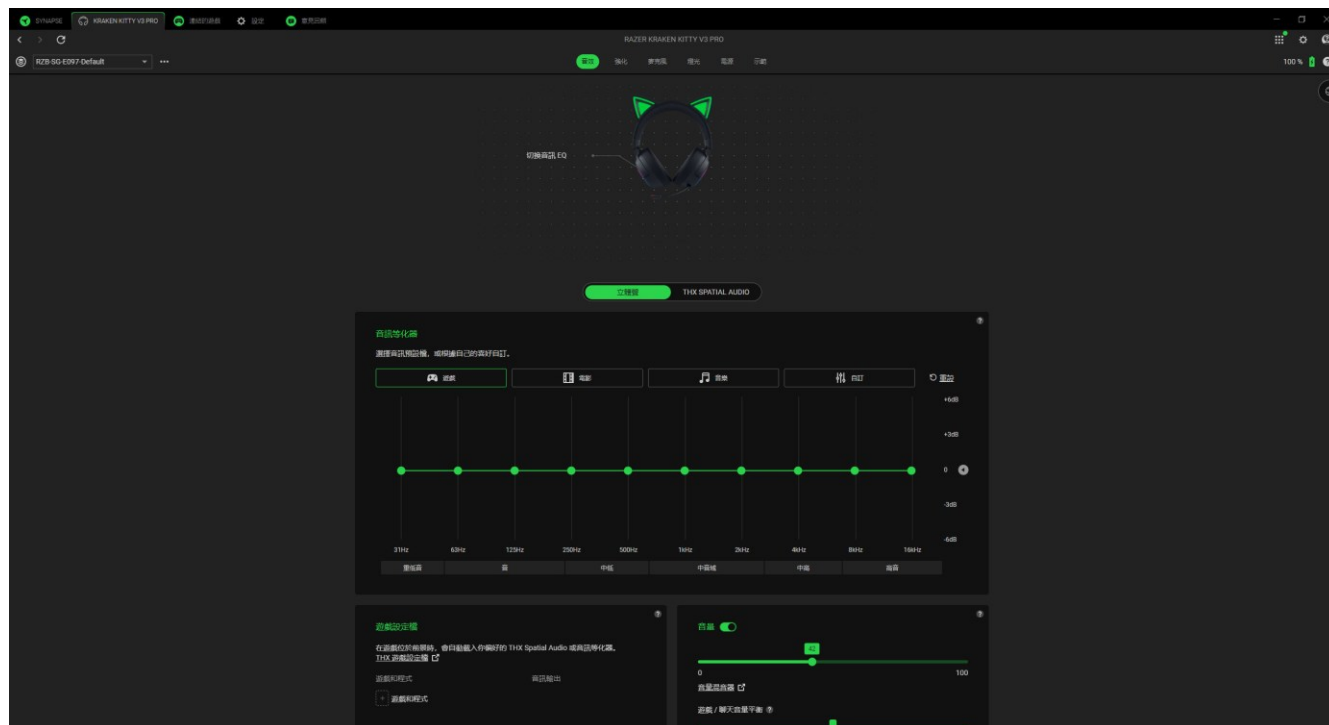 SYNAPSE
KRAKEN KITTY V3 PRO
連結的遊戲
設定
意見回饋
RAZER KRAKEN KITTY V3 PRO
RZB-SG-E097-Default
音效
強化
麥克風
燈光
電源
示範
100 %
切換資訊 EQ
立體聲
THX SPATIAL AUDIO
音訊等化器
選擇音訊預設檔，或根據自己的喜好自訂。
遊戲
電影
音樂
自訂
重設
+6dB
+3dB
0
-3dB
-6dB
31Hz 63Hz 125Hz 250Hz 500Hz 1kHz 2kHz 4kHz 8kHz 16kHz
重低音 音 中低 中音域 中高 高音
遊戲設定檔
在遊戲位於前景時，會自動載入你偏好的 THX Spatial Audio 或音訊等化器。
THX 遊戲設定檔
遊戲和程式 音訊輸出
+ 遊戲和程式
音量
42
0 100
音量混音器
遊戲 / 聊天音量平衡